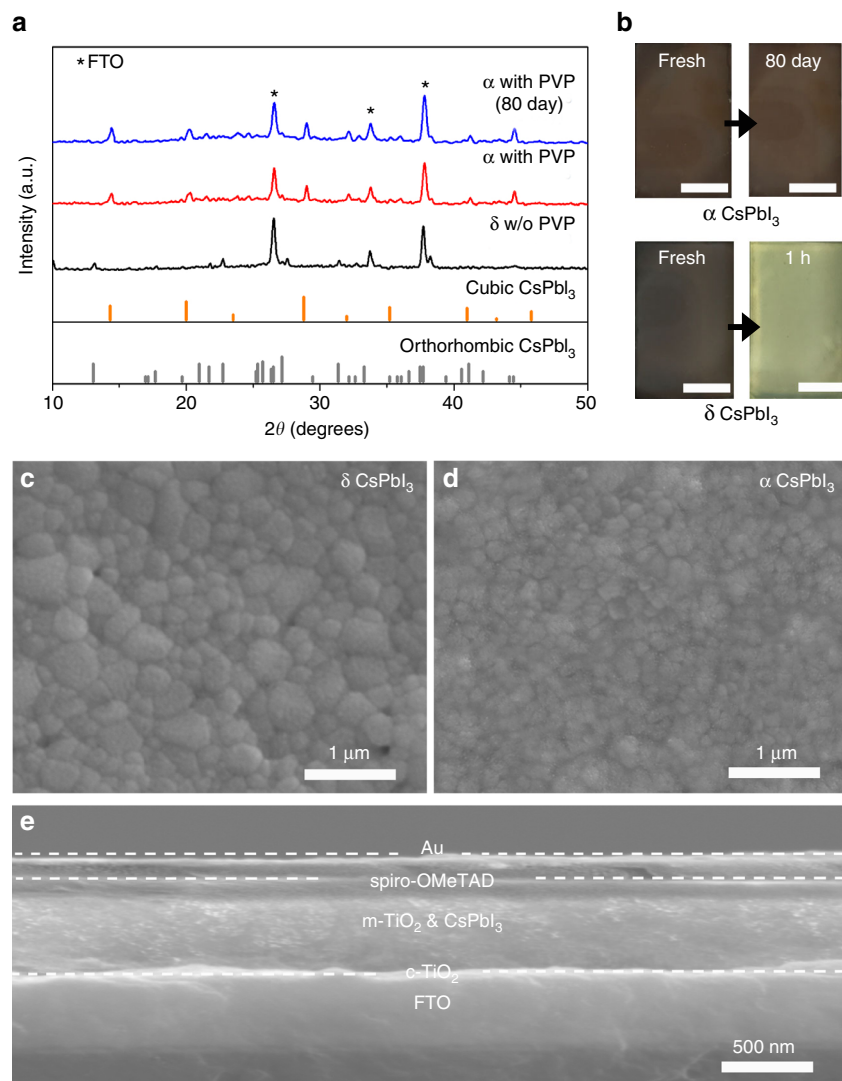 a
* FTO
α with PVP
(80 day)
α with PVP
δ w/o PVP
Cubic CsPbI₃
Orthorhombic CsPbI₃
Intensity (a.u.)
10 20 30 40 50
2θ (degrees)
b
Fresh 80 day
α CsPbI₃
Fresh 1 h
δ CsPbI₃
c δ CsPbI₃
1 μm
d α CsPbI₃
1 μm
e
Au
spiro-OMeTAD
m-TiO₂ & CsPbI₃
c-TiO₂
FTO
500 nm